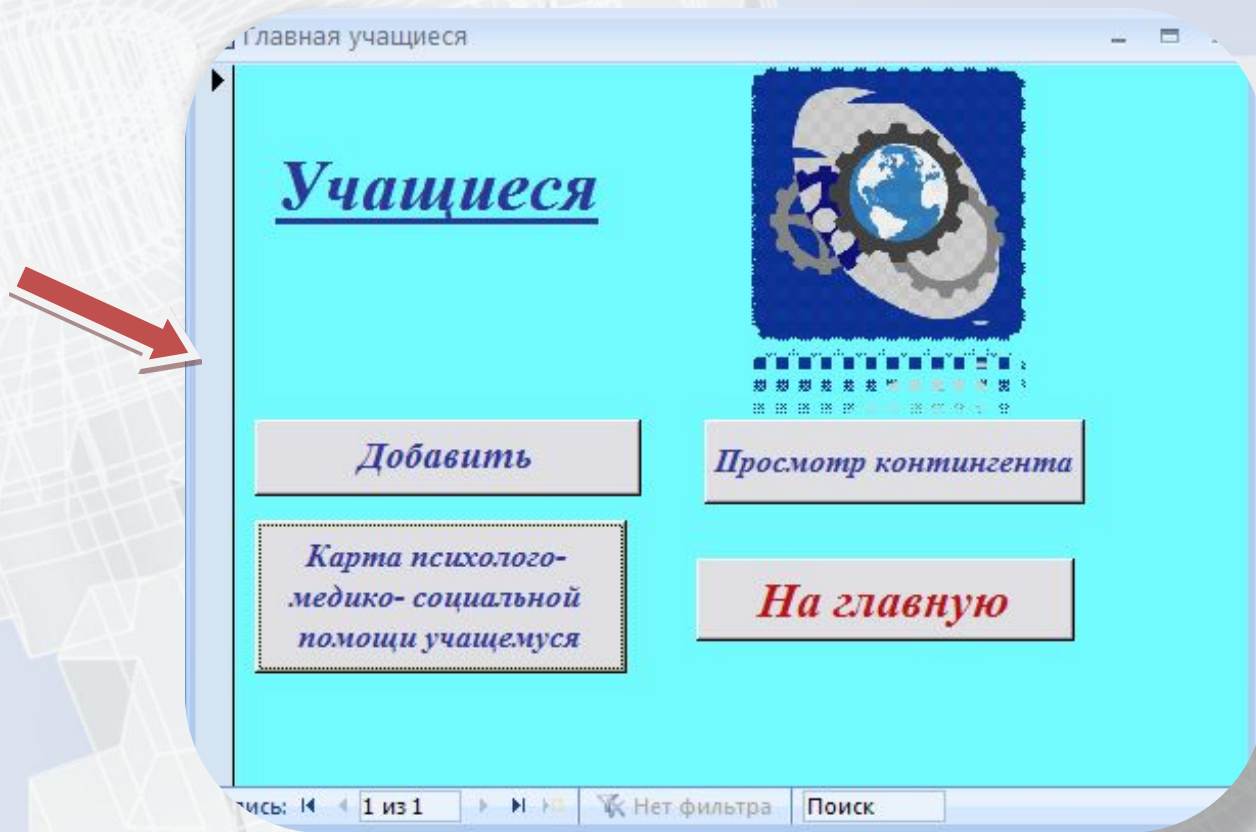 Главная учащиеся
Учащиеся
Добавить
Просмотр контингента
Карта психолого-
медико- социальной
помощи учащемуся
На главную
1 из 1
Нет фильтра
Поиск